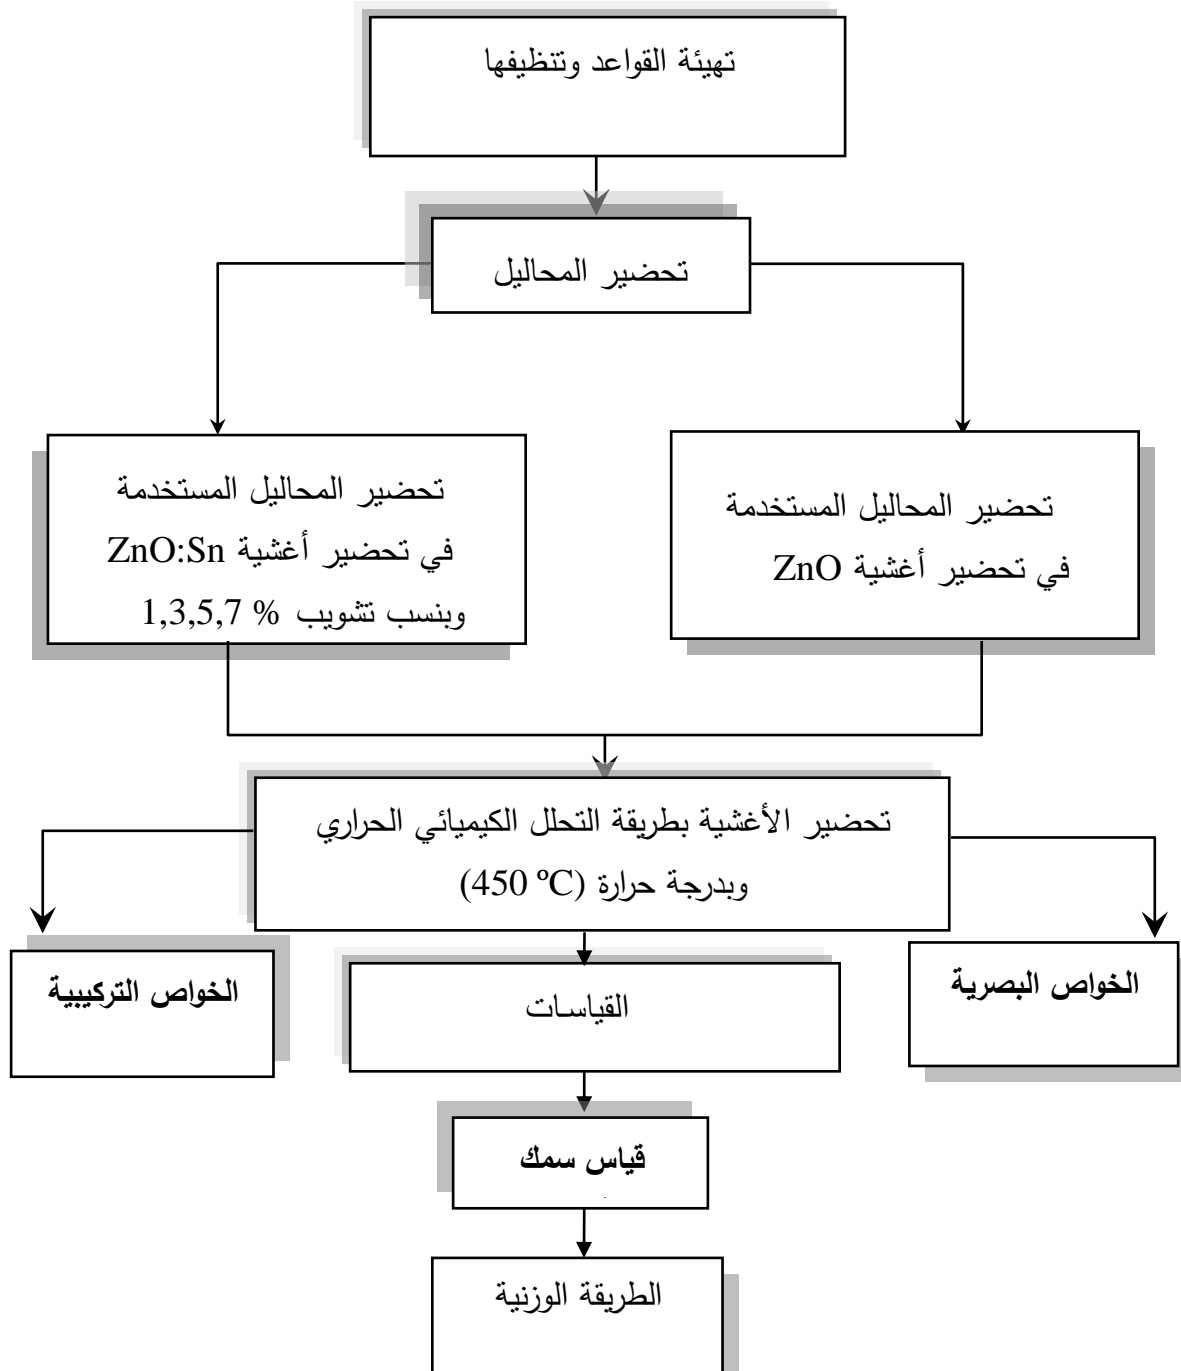 تهيئة القواعد وتنظيفها
تحضير المحاليل
تحضير المحاليل المستخدمة
في تحضير أغشية ZnO
تحضير المحاليل المستخدمة
في تحضير أغشية ZnO:Sn
وبنسب تشويب % 1,3,5,7
تحضير الأغشية بطريقة التحلل الكيميائي الحراري
وبدرجة حرارة (450 ºC)
الخواص البصرية
القياسات
الخواص التركيبية
قياس سمك
الطريقة الوزنية